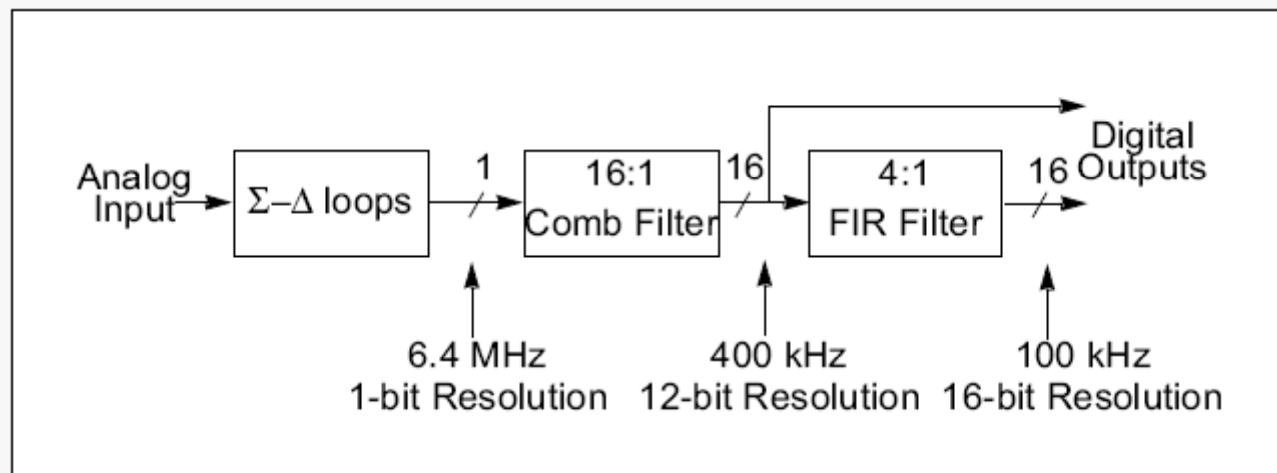 Analog
Input
Σ–Δ loops
1
16:1
Comb Filter
16
4:1
FIR Filter
16
Digital
Outputs
6.4 MHz
1-bit Resolution
400 kHz
12-bit Resolution
100 kHz
16-bit Resolution